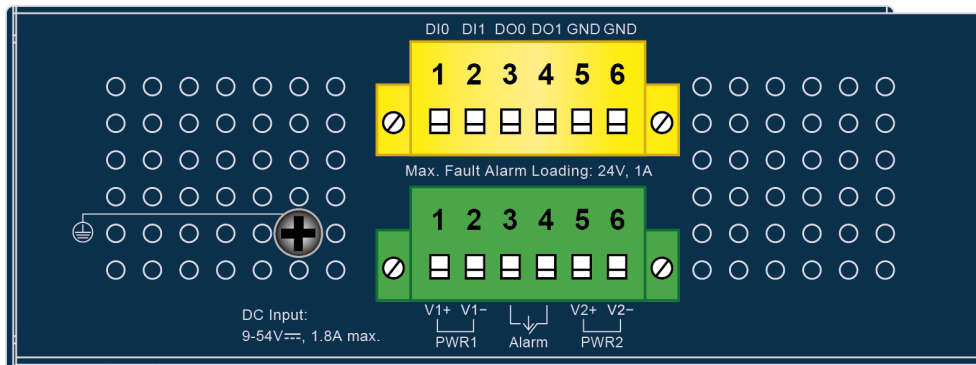 DI0 DI1 DO0 DO1 GND GND
1 2 3 4 5 6
Max. Fault Alarm Loading: 24V, 1A
1 2 3 4 5 6
V1+ V1− V2+ V2−
PWR1 Alarm PWR2
DC Input:
9-54V⎓, 1.8A max.